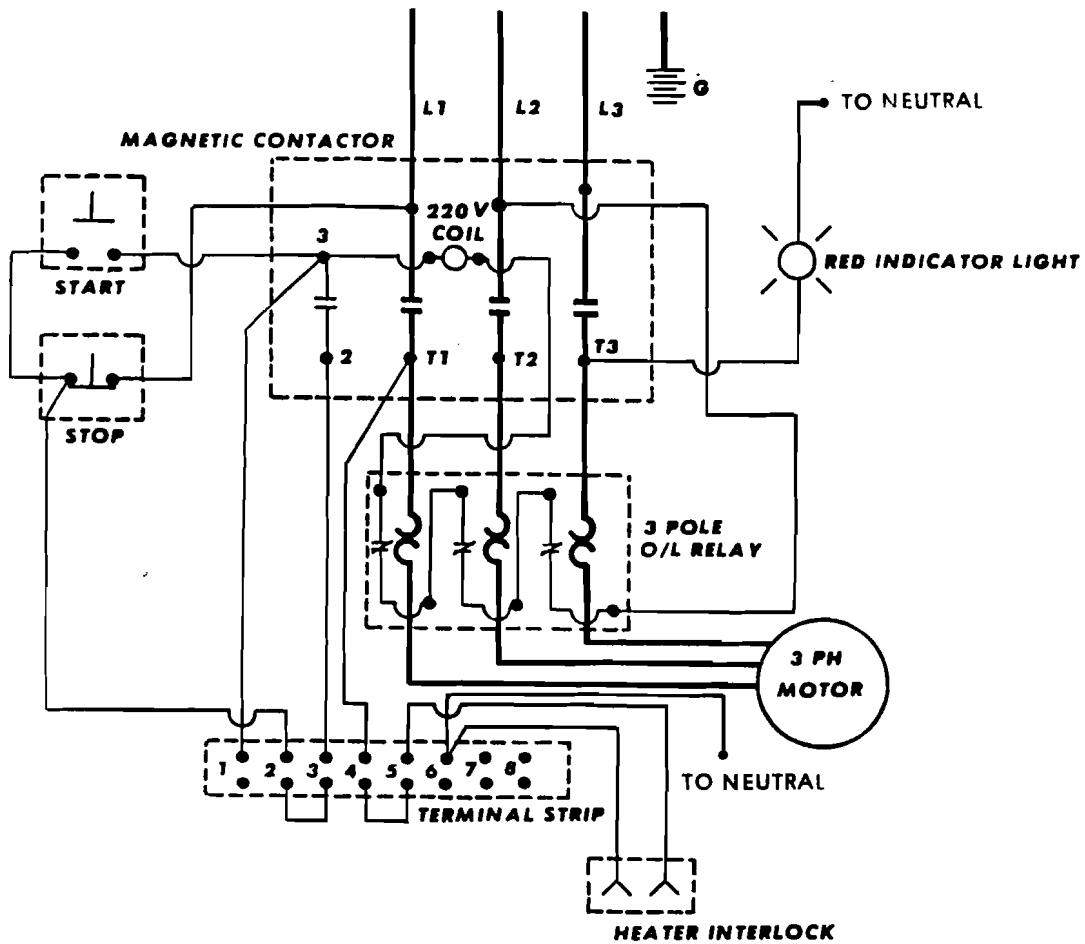 L1
L2
L3
G
TO NEUTRAL
MAGNETIC CONTACTOR
220 V
COIL
3
START
RED INDICATOR LIGHT
2
T1
T2
T3
STOP
3 POLE
O/L RELAY
3 PH
MOTOR
1
2
3
4
5
6
7
8
TO NEUTRAL
TERMINAL STRIP
HEATER INTERLOCK